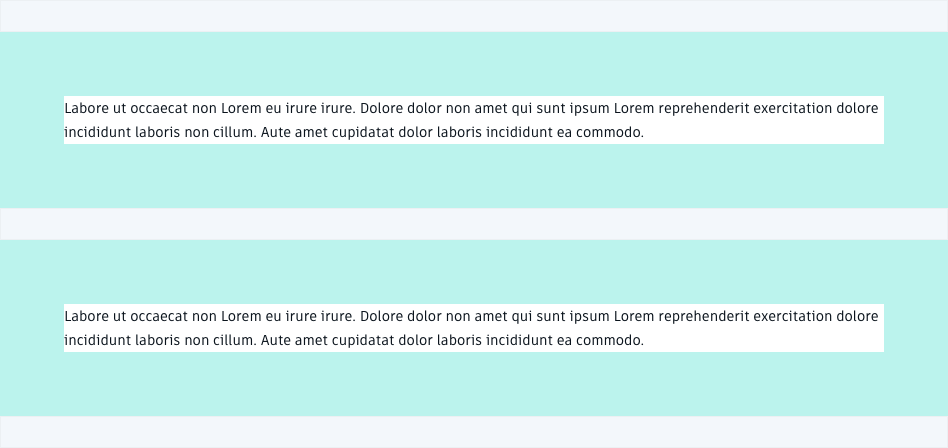 Labore ut occaecat non Lorem eu irure irure. Dolore dolor non amet qui sunt ipsum Lorem reprehenderit exercitation dolore
incididunt laboris non cillum. Aute amet cupidatat dolor laboris incididunt ea commodo.
Labore ut occaecat non Lorem eu irure irure. Dolore dolor non amet qui sunt ipsum Lorem reprehenderit exercitation dolore
incididunt laboris non cillum. Aute amet cupidatat dolor laboris incididunt ea commodo.